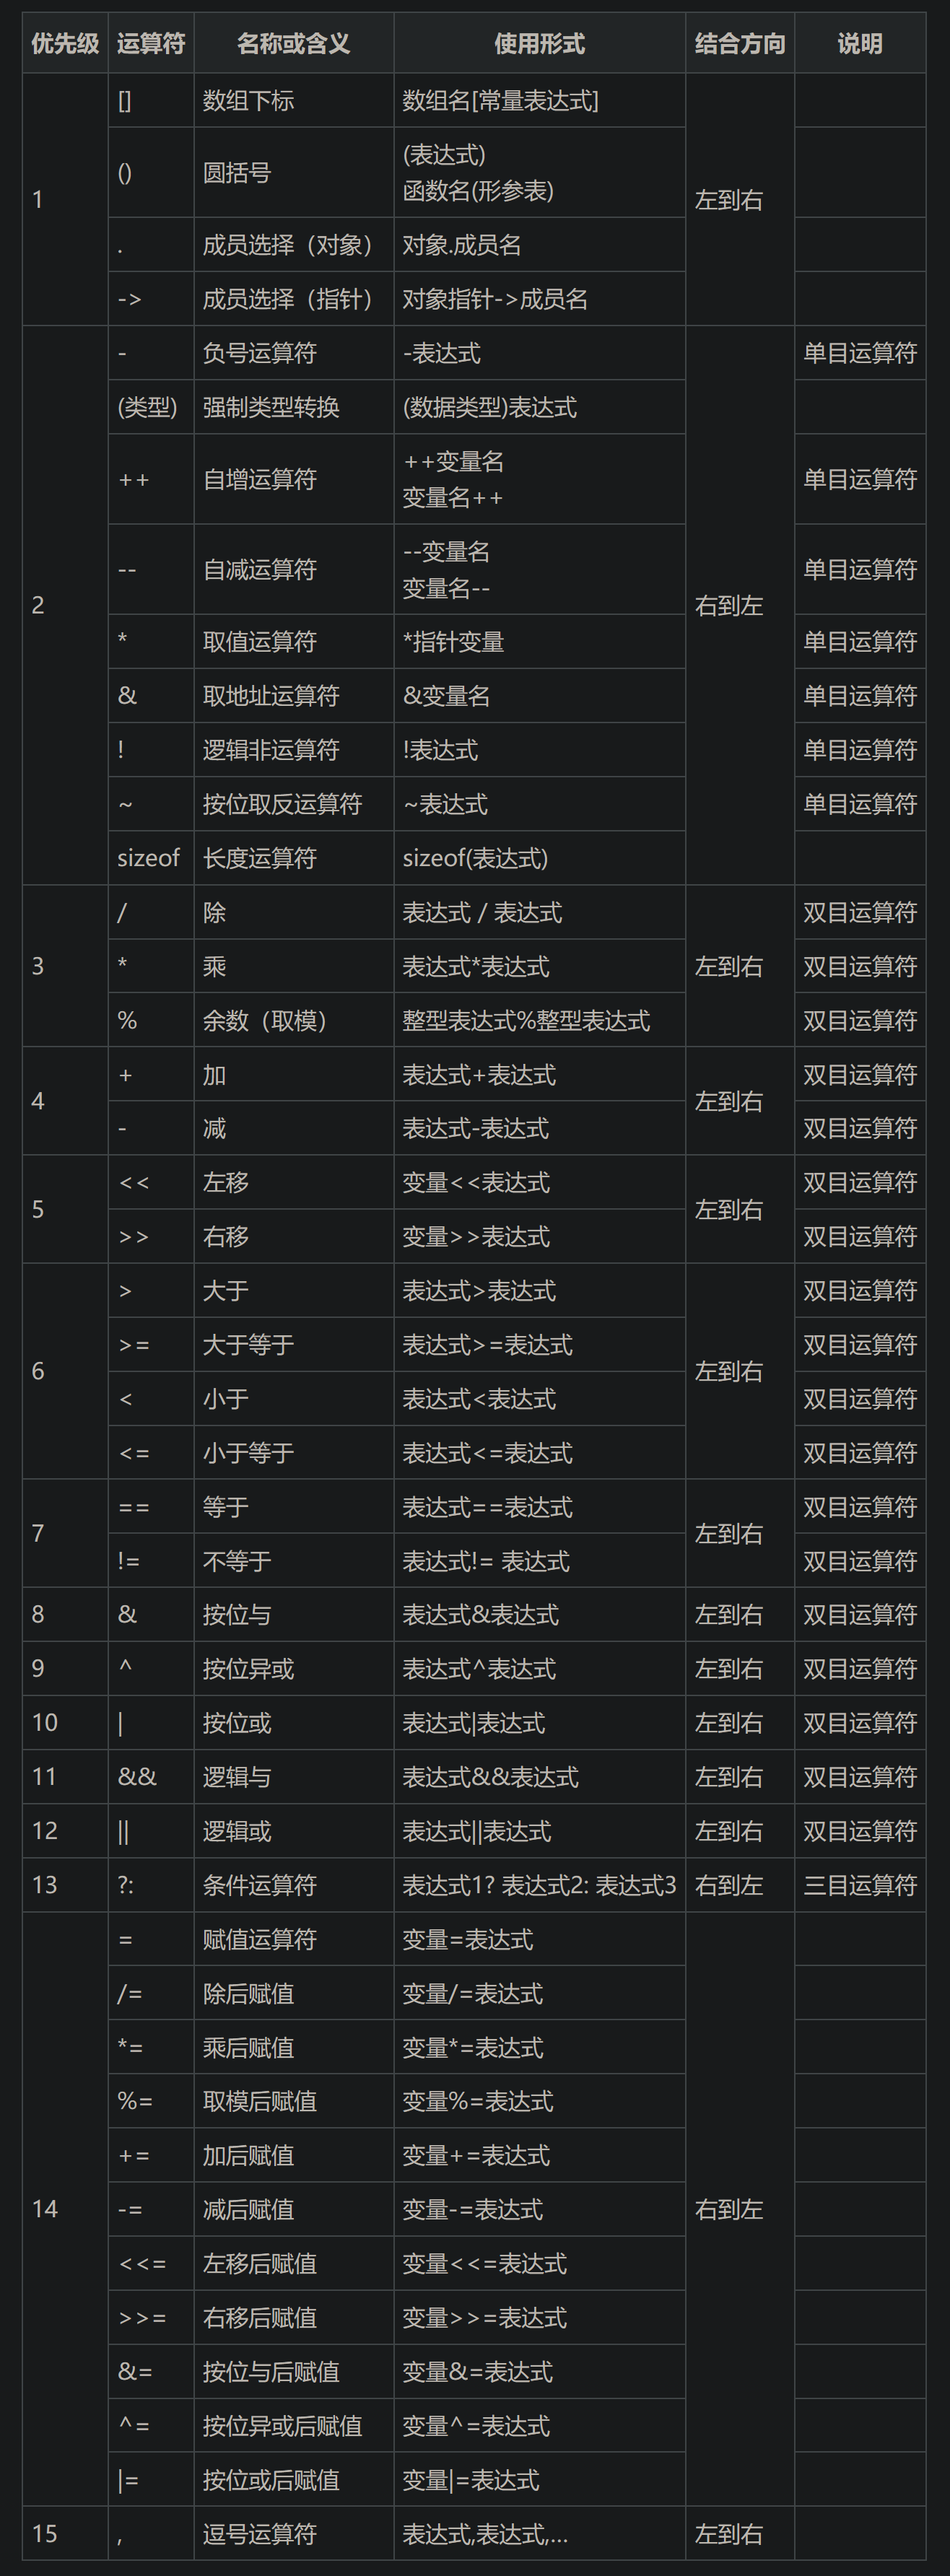 优先级 运算符 名称或含义 使用形式 结合方向 说明
1 [] 数组下标 数组名[常量表达式] 左到右
() 圆括号 (表达式)
函数名(形参表)
. 成员选择（对象） 对象.成员名
-> 成员选择（指针） 对象指针->成员名
2 - 负号运算符 -表达式 右到左 单目运算符
(类型) 强制类型转换 (数据类型)表达式
++ 自增运算符 ++变量名 单目运算符
变量名++
-- 自减运算符 --变量名 单目运算符
变量名--
* 取值运算符 *指针变量 单目运算符
& 取地址运算符 &变量名 单目运算符
! 逻辑非运算符 !表达式 单目运算符
~ 按位取反运算符 ~表达式 单目运算符
sizeof 长度运算符 sizeof(表达式)
3 / 除 表达式 / 表达式 左到右 双目运算符
* 乘 表达式*表达式 双目运算符
% 余数（取模） 整型表达式%整型表达式 双目运算符
4 + 加 表达式+表达式 左到右 双目运算符
- 减 表达式-表达式 双目运算符
5 << 左移 变量<<表达式 左到右 双目运算符
>> 右移 变量>>表达式 双目运算符
6 > 大于 表达式>表达式 左到右 双目运算符
>= 大于等于 表达式>=表达式 双目运算符
< 小于 表达式<表达式 双目运算符
<= 小于等于 表达式<=表达式 双目运算符
7 == 等于 表达式==表达式 左到右 双目运算符
!= 不等于 表达式!= 表达式 双目运算符
8 & 按位与 表达式&表达式 左到右 双目运算符
9 ^ 按位异或 表达式^表达式 左到右 双目运算符
10 | 按位或 表达式|表达式 左到右 双目运算符
11 && 逻辑与 表达式&&表达式 左到右 双目运算符
12 || 逻辑或 表达式||表达式 左到右 双目运算符
13 ?: 条件运算符 表达式1? 表达式2: 表达式3 右到左 三目运算符
14 = 赋值运算符 变量=表达式 右到左
/= 除后赋值 变量/=表达式
*= 乘后赋值 变量*=表达式
%= 取模后赋值 变量%=表达式
+= 加后赋值 变量+=表达式
-= 减后赋值 变量-=表达式
<<= 左移后赋值 变量<<=表达式
>>= 右移后赋值 变量>>=表达式
&= 按位与后赋值 变量&=表达式
^= 按位异或后赋值 变量^=表达式
|= 按位或后赋值 变量|=表达式
15 , 逗号运算符 表达式,表达式,… 左到右